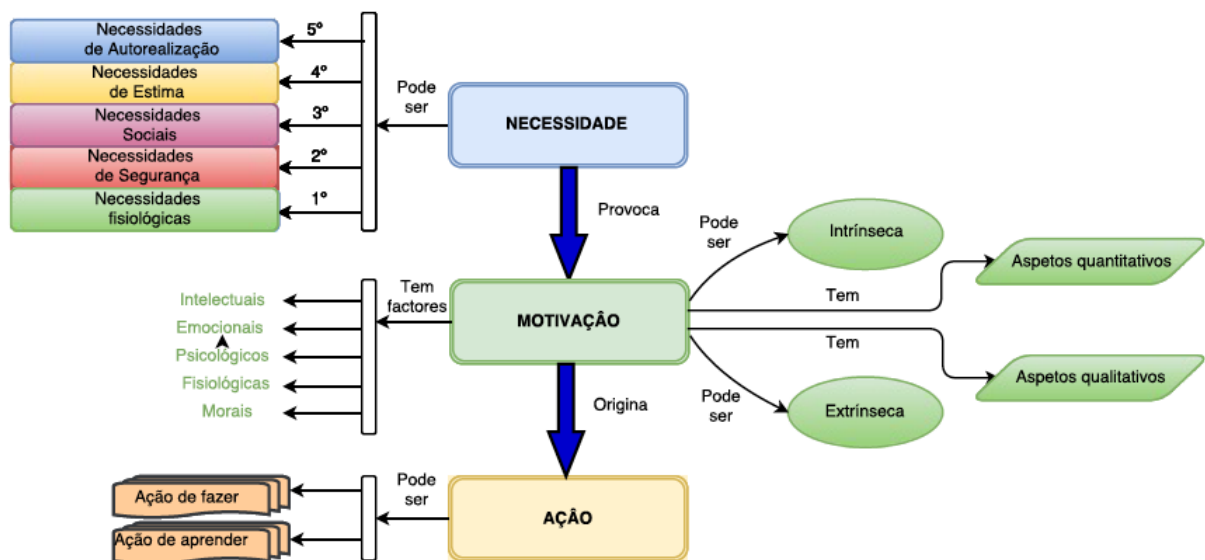 Necessidades
de Autorealização
5º
Necessidades
de Estima
4º
Necessidades
Sociais
3º
Necessidades
de Segurança
2º
Necessidades
fisiológicas
1º
Pode
ser
NECESSIDADE
Provoca
Intelectuais
Emocionais
Psicológicos
Fisiológicas
Morais
Tem
factores
MOTIVAÇÂO
Pode
ser
Intrínseca
Tem
Aspetos quantitativos
Tem
Aspetos qualitativos
Pode
ser
Extrínseca
Origina
Ação de fazer
Ação de aprender
Pode
ser
AÇÂO